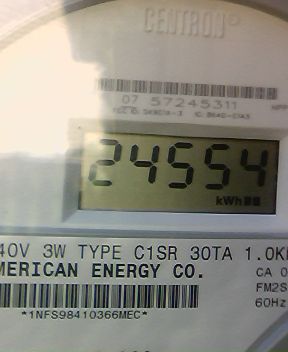 CENTRON®
07 57245311
24554
kWh
40V 3W TYPE C1SR 30TA 1.0K
MERICAN ENERGY CO.
CA 0
FM2S
60Hz
*1NFS98410366MEC*